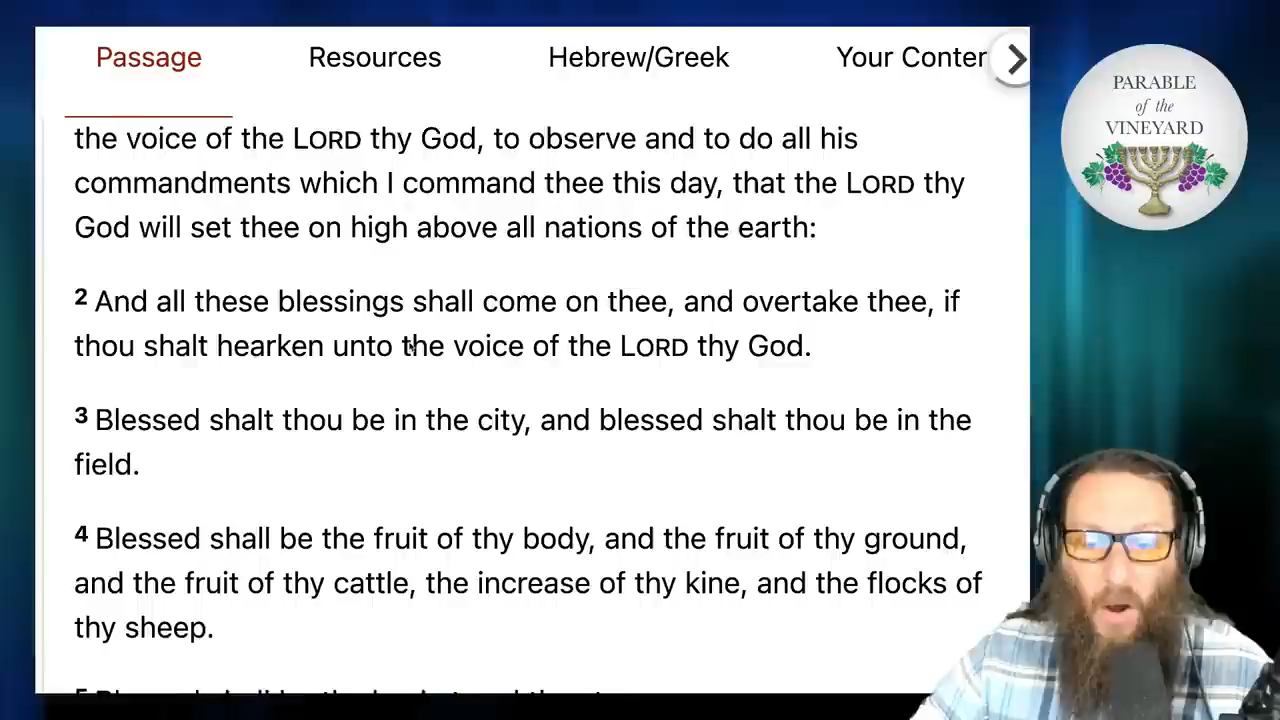 Passage
Resources
Hebrew/Greek
Your Conten
the voice of the LORD thy God, to observe and to do all his
commandments which I command thee this day, that the LORD thy
God will set thee on high above all nations of the earth:
2 And all these blessings shall come on thee, and overtake thee, if
thou shalt hearken unto the voice of the LORD thy God.
3 Blessed shalt thou be in the city, and blessed shalt thou be in the
field.
4 Blessed shall be the fruit of thy body, and the fruit of thy ground,
and the fruit of thy cattle, the increase of thy kine, and the flocks of
thy sheep.
PARABLE
of the
VINEYARD